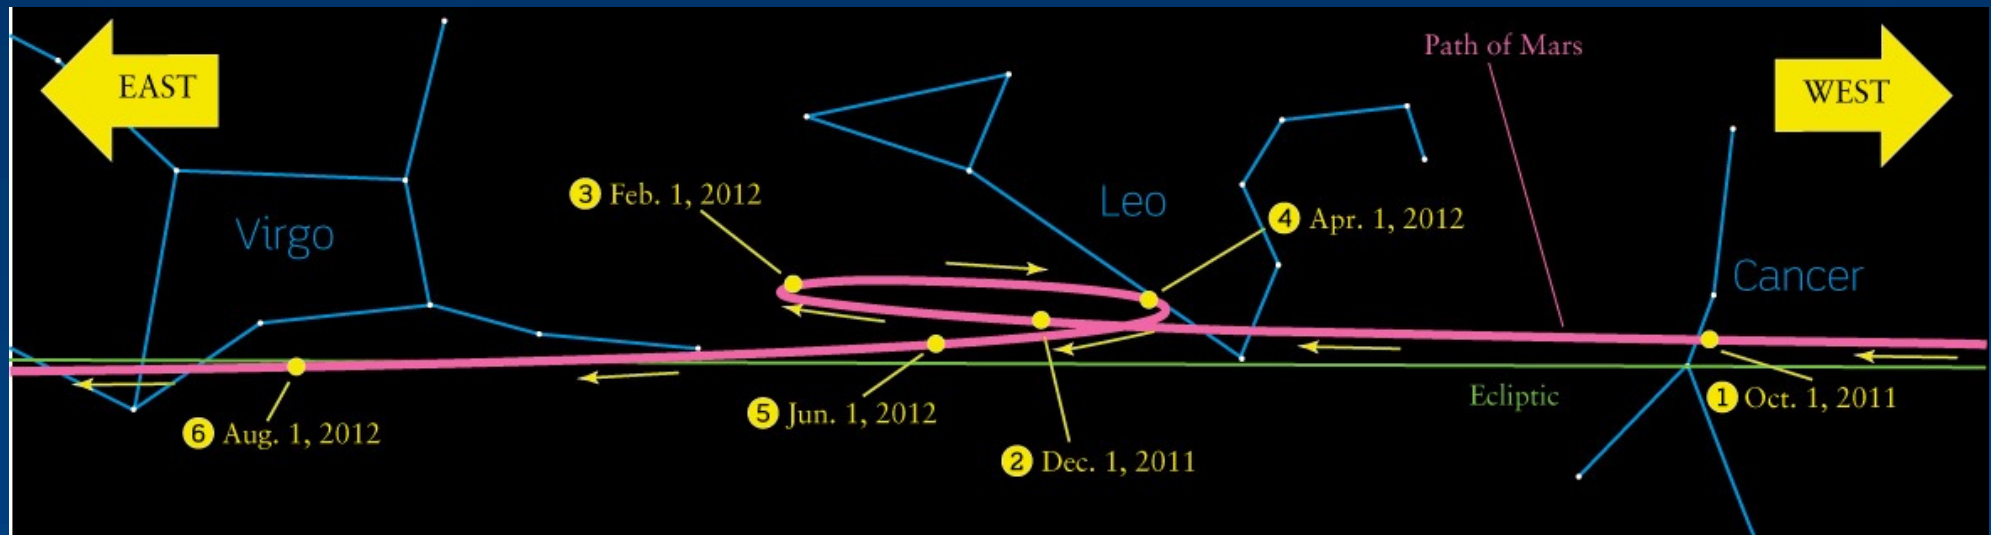 EAST
Path of Mars
WEST
3 Feb. 1, 2012
Leo
4 Apr. 1, 2012
Virgo
Cancer
Ecliptic
1 Oct. 1, 2011
5 Jun. 1, 2012
6 Aug. 1, 2012
2 Dec. 1, 2011